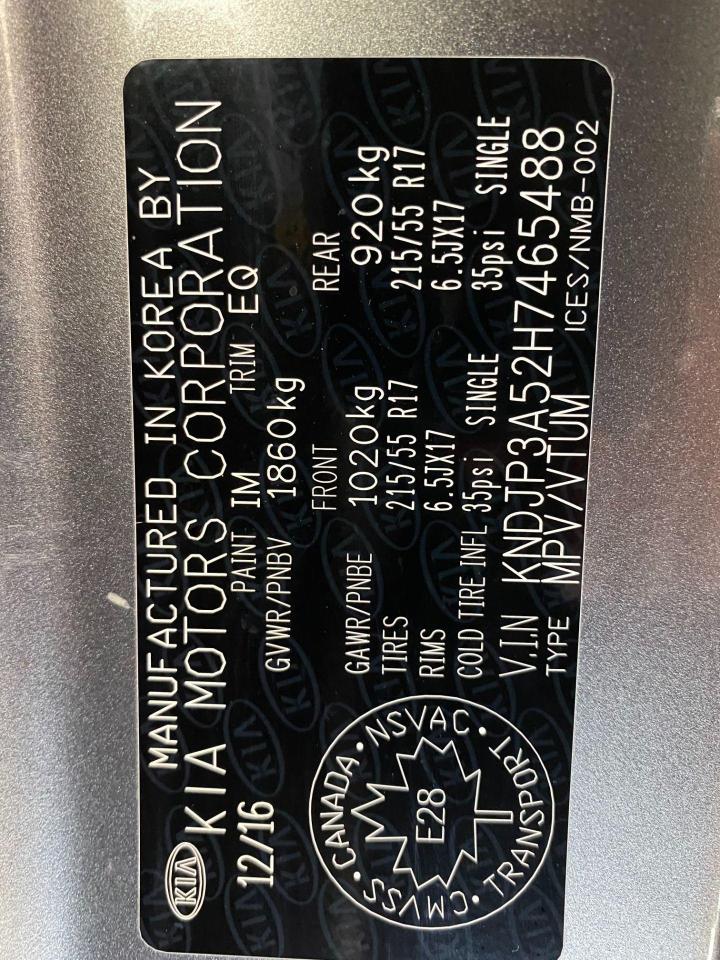 KIA
MANUFACTURED IN KOREA BY
KIA MOTORS CORPORATION
12/16 PAINT IM TRIM EQ
GVWR/PNBV 1860kg
FRONT REAR
GAWR/PNBE 1020kg 920kg
TIRES 215/55 R17 215/55 R17
RIMS 6.5JX17 6.5JX17
COLD TIRE INFL 35psi SINGLE 35psi SINGLE
V.I.N KNDJP3A52H7465488
TYPE MPV/VTUM ICES/NMB-002
CANADA • NSVAC •
E28
CMVSS • TRANSPORT